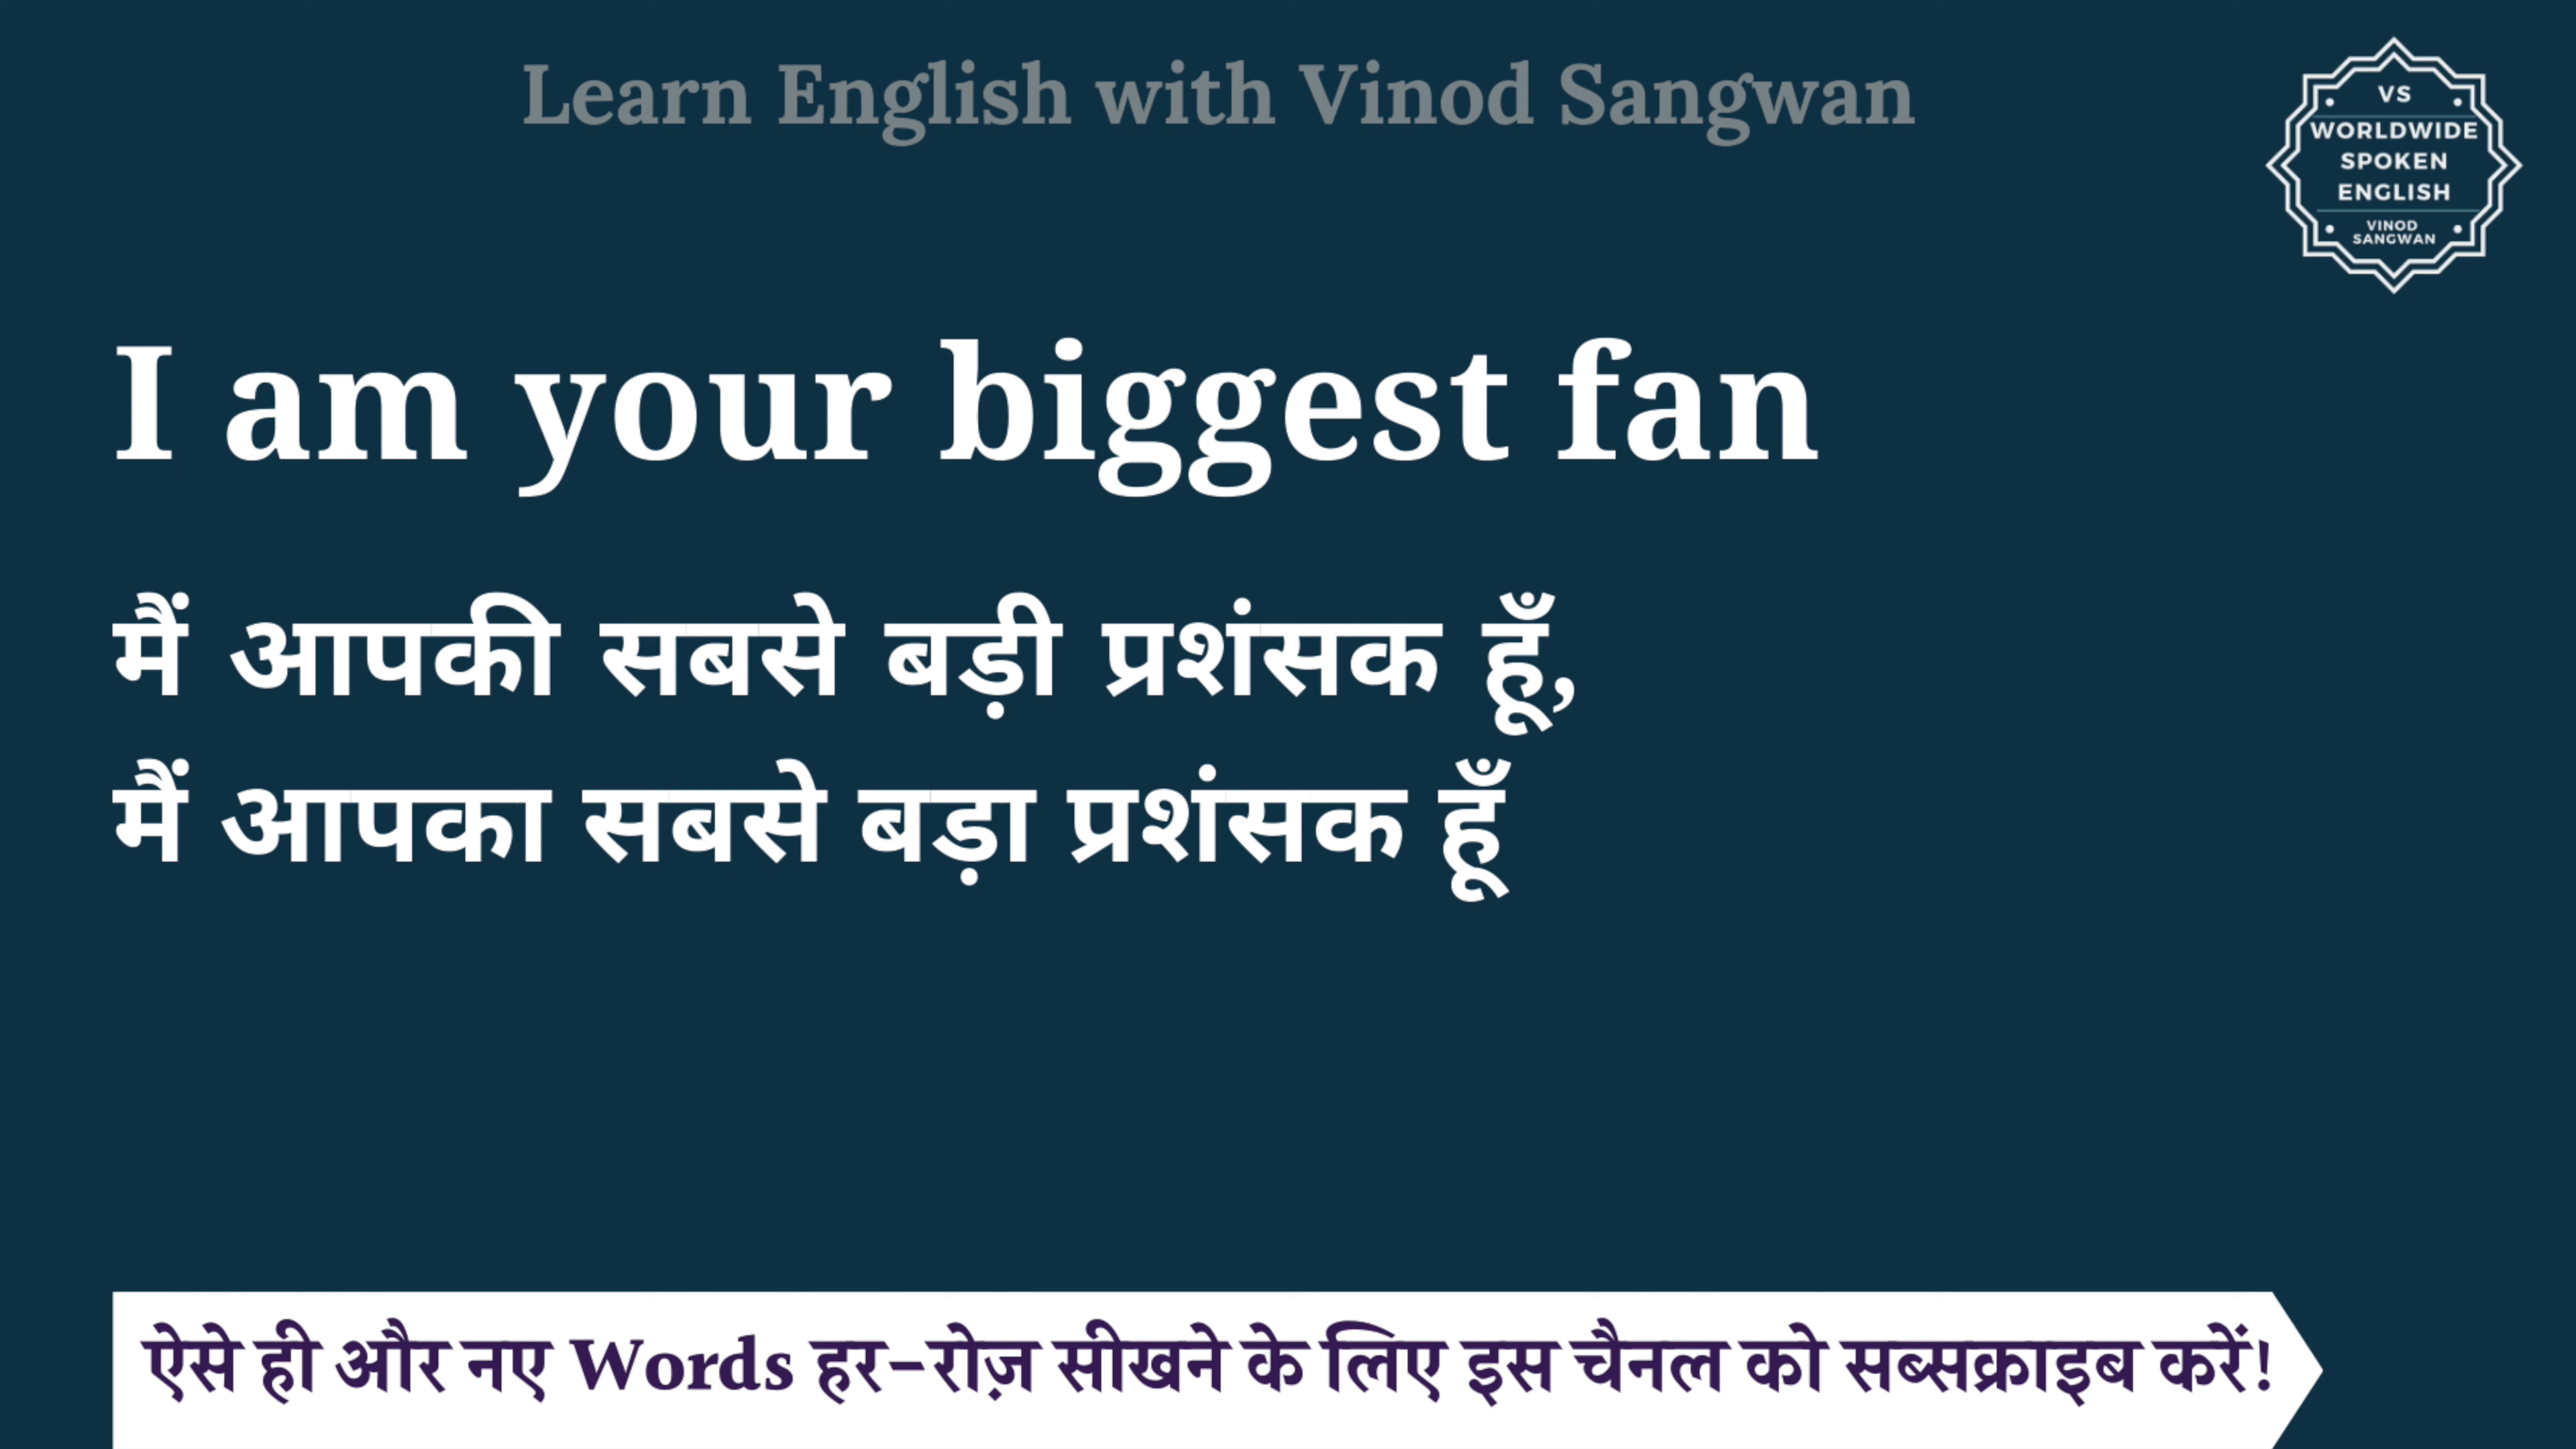 Learn English with Vinod Sangwan
VS
WORLDWIDE
SPOKEN
ENGLISH
VINOD
SANGWAN
I am your biggest fan
मैं आपकी सबसे बड़ी प्रशंसक हूँ,
मैं आपका सबसे बड़ा प्रशंसक हूँ
ऐसे ही और नए Words हर-रोज़ सीखने के लिए इस चैनल को सब्सक्राइब करें!